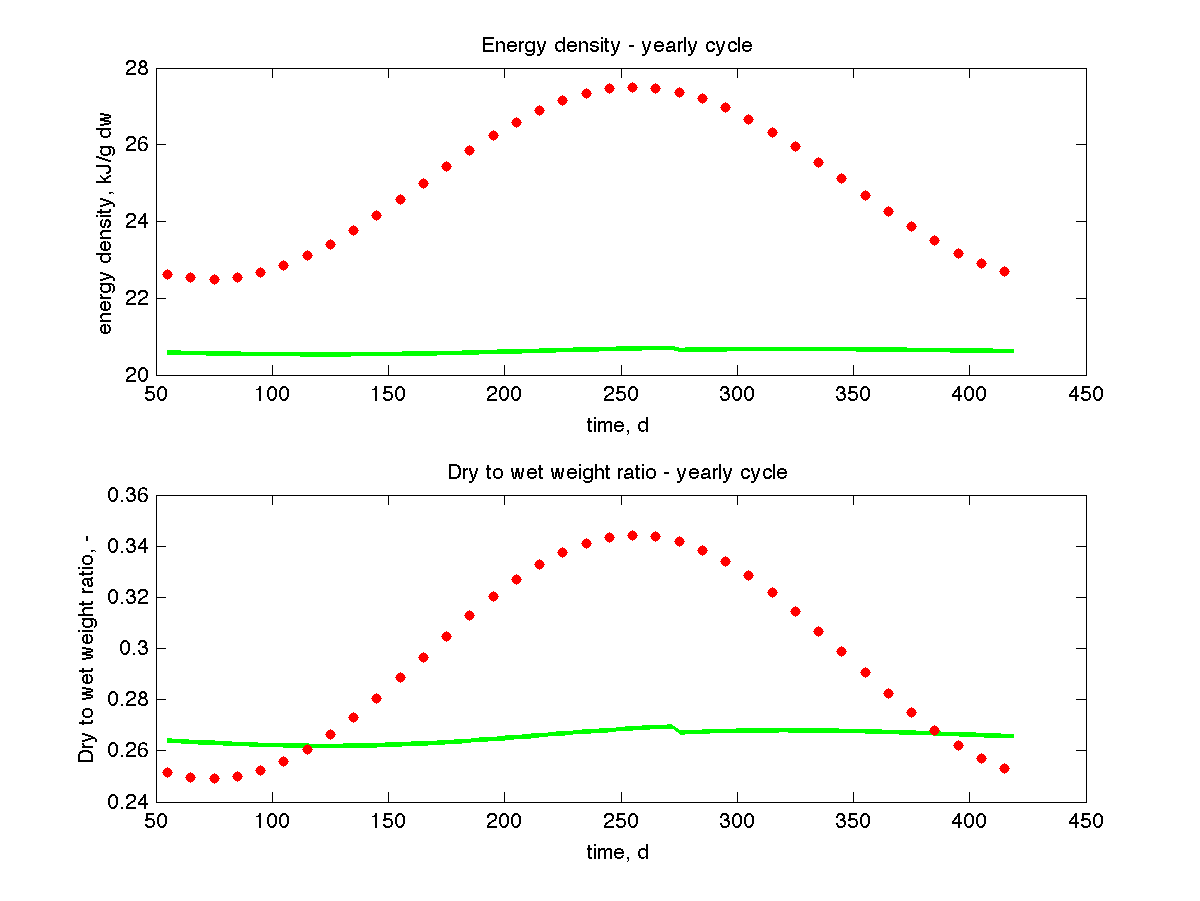 Energy density - yearly cycle
28
26
24
22
20
energy density, kJ/g dw
50 100 150 200 250 300 350 400 450
time, d
Dry to wet weight ratio - yearly cycle
0.36
0.34
0.32
0.3
0.28
0.26
0.24
Dry to wet weight ratio, -
50 100 150 200 250 300 350 400 450
time, d